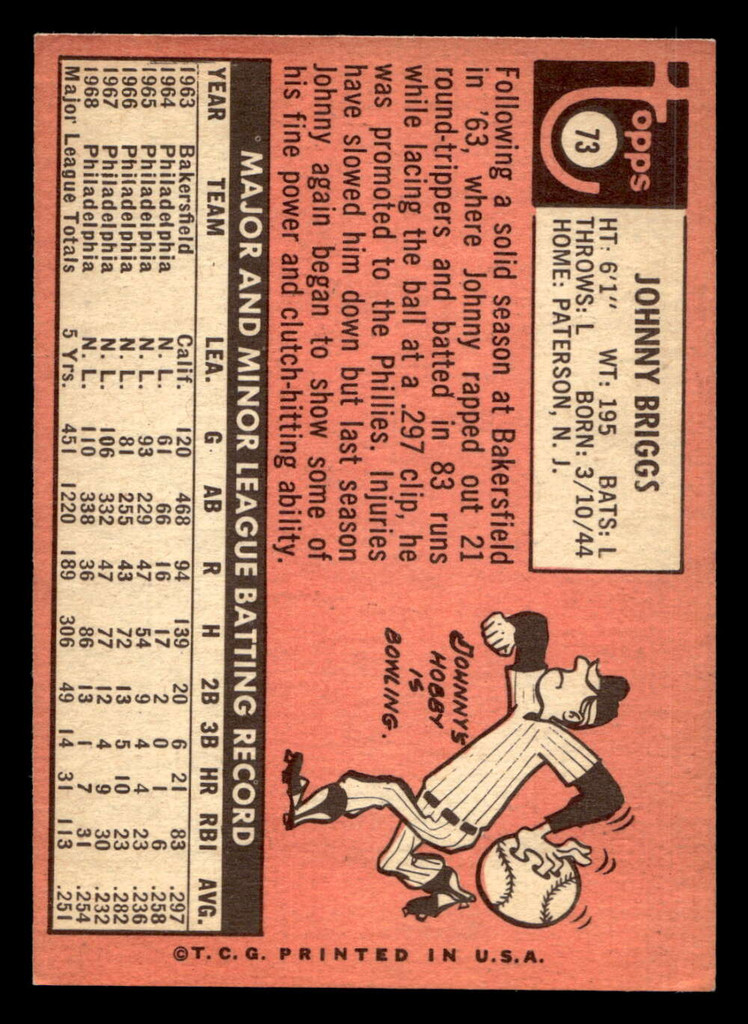 Topps
73
JOHNNY BRIGGS
HT: 6'1" WT: 195 BATS: L
THROWS: L BORN: 3/10/44
HOME: PATERSON, N. J.
Following a solid season at Bakersfield
in '63, where Johnny rapped out 21
round-trippers and batted in 83 runs
while lacing the ball at a .297 clip, he
was promoted to the Phillies. Injuries
have slowed him down but last season
Johnny again began to show some of
his fine power and clutch-hitting ability.
JOHNNY'S
HOBBY
IS
BOWLING.
MAJOR AND MINOR LEAGUE BATTING RECORD
YEAR TEAM LEA. G AB R H 2B 3B HR RBI AVG.
1963 Bakersfield Calif. 120 468 94 139 20 6 21 83 .297
1964 Philadelphia N. L. 61 66 16 17 2 0 1 6 .258
1965 Philadelphia N. L. 93 229 47 54 9 4 4 23 .236
1966 Philadelphia N. L. 81 255 43 72 13 5 10 23 .282
1967 Philadelphia N. L. 106 332 47 77 12 4 9 30 .232
1968 Philadelphia N. L. 110 338 36 86 13 1 7 31 .254
Major League Totals 5 Yrs. 451 1220 189 306 49 14 31 113 .251
©T.C.G. PRINTED IN U.S.A.